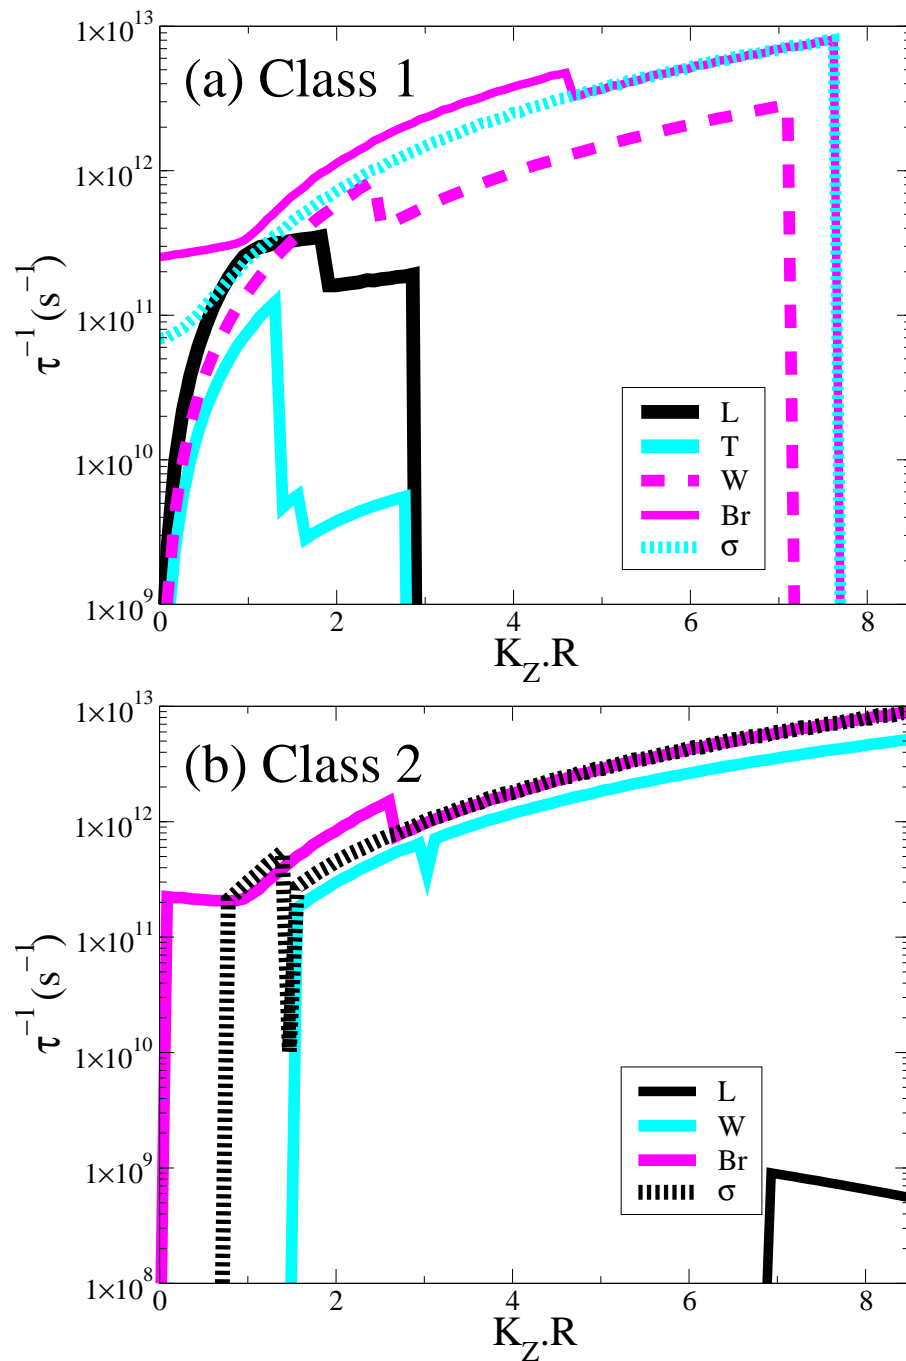 (a) Class 1
1×10^13
1×10^12
1×10^11
1×10^10
1×10^9
τ^−1 (s^−1)
L
T
W
Br
σ
0 2 4 6 8
K_Z.R
(b) Class 2
1×10^13
1×10^12
1×10^11
1×10^10
1×10^9
1×10^8
τ^−1 (s^−1)
L
W
Br
σ
0 2 4 6 8
K_Z.R